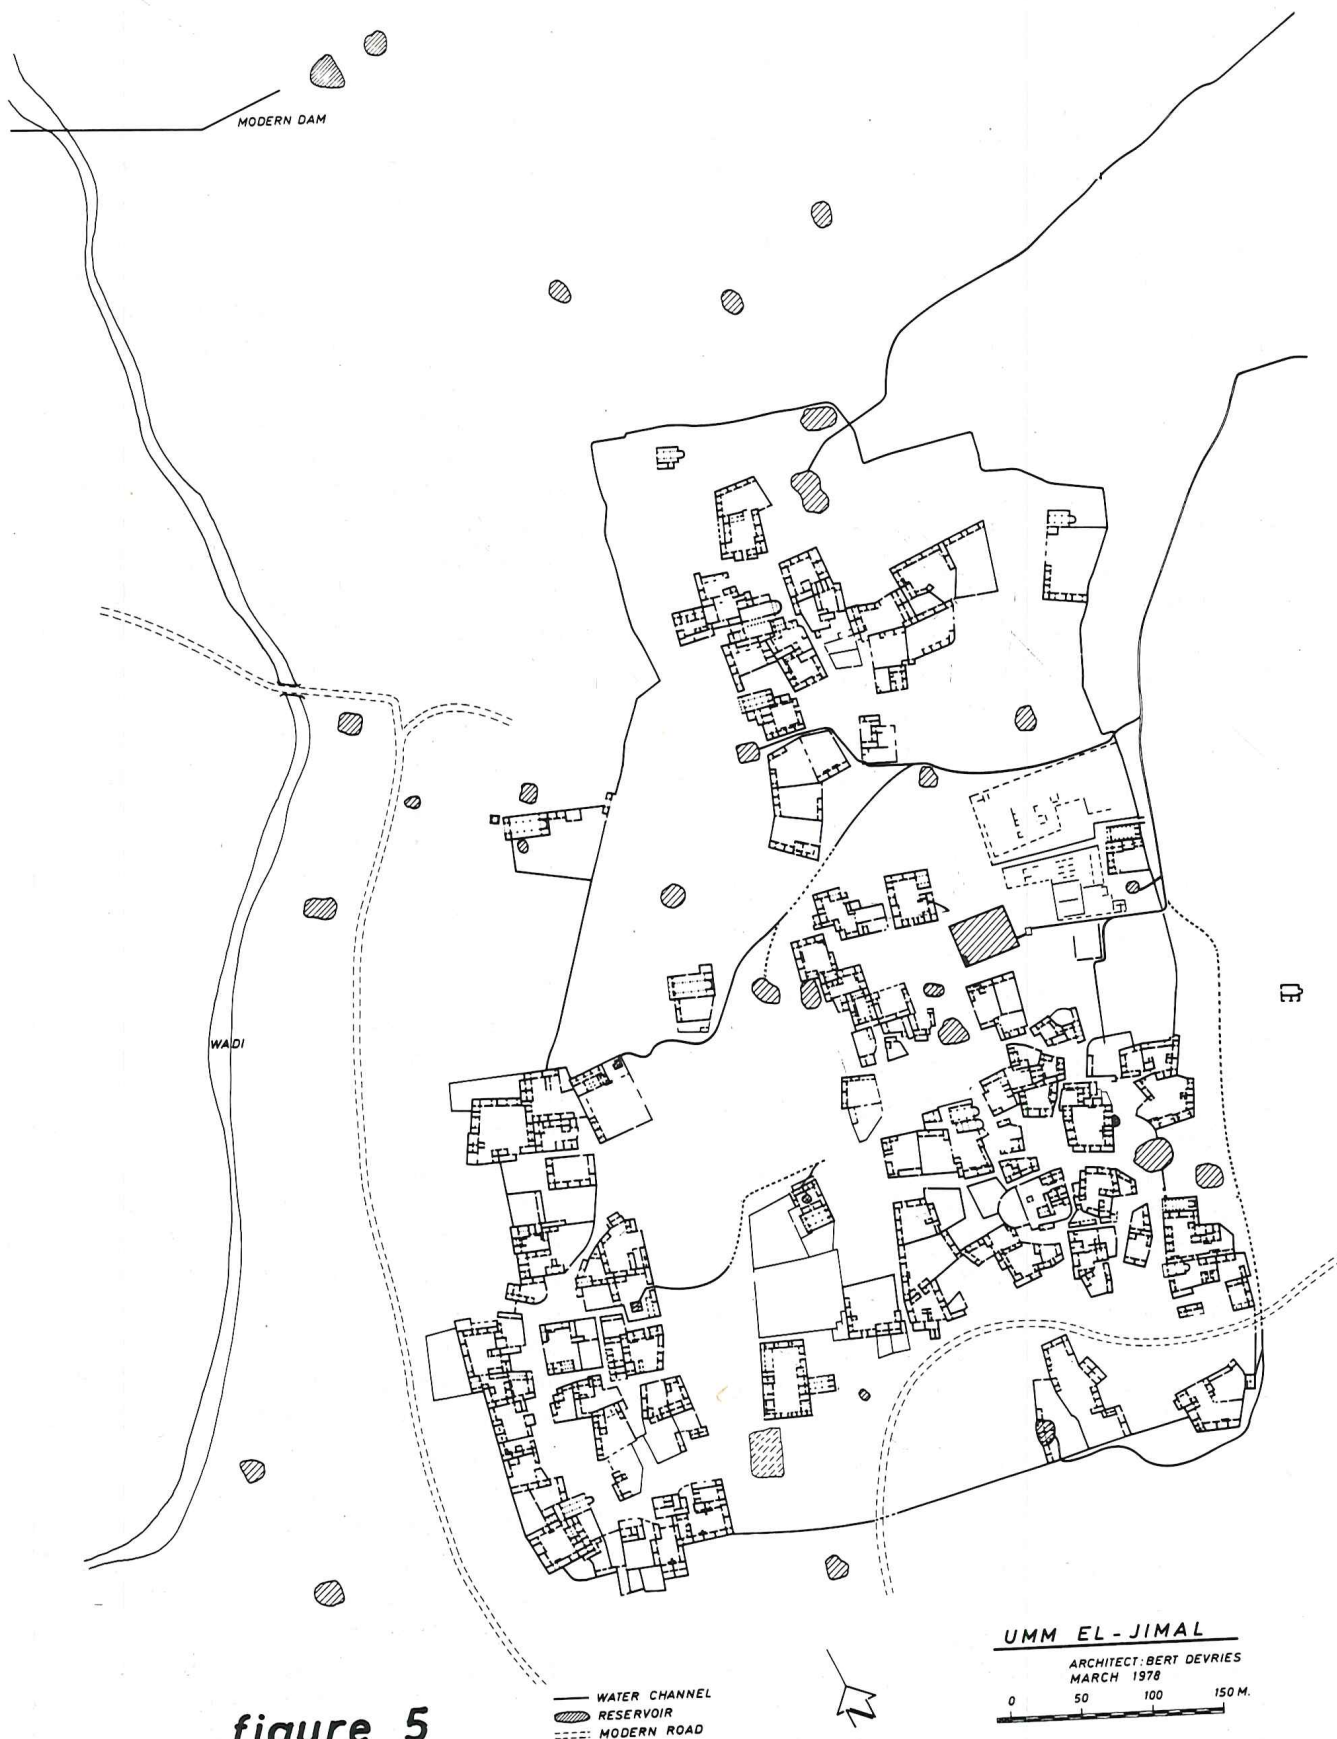 MODERN DAM
WADI
UMM EL-JIMAL
ARCHITECT: BERT DEVRIES
MARCH 1978
0 50 100 150 M.
WATER CHANNEL
RESERVOIR
MODERN ROAD
N
figure 5